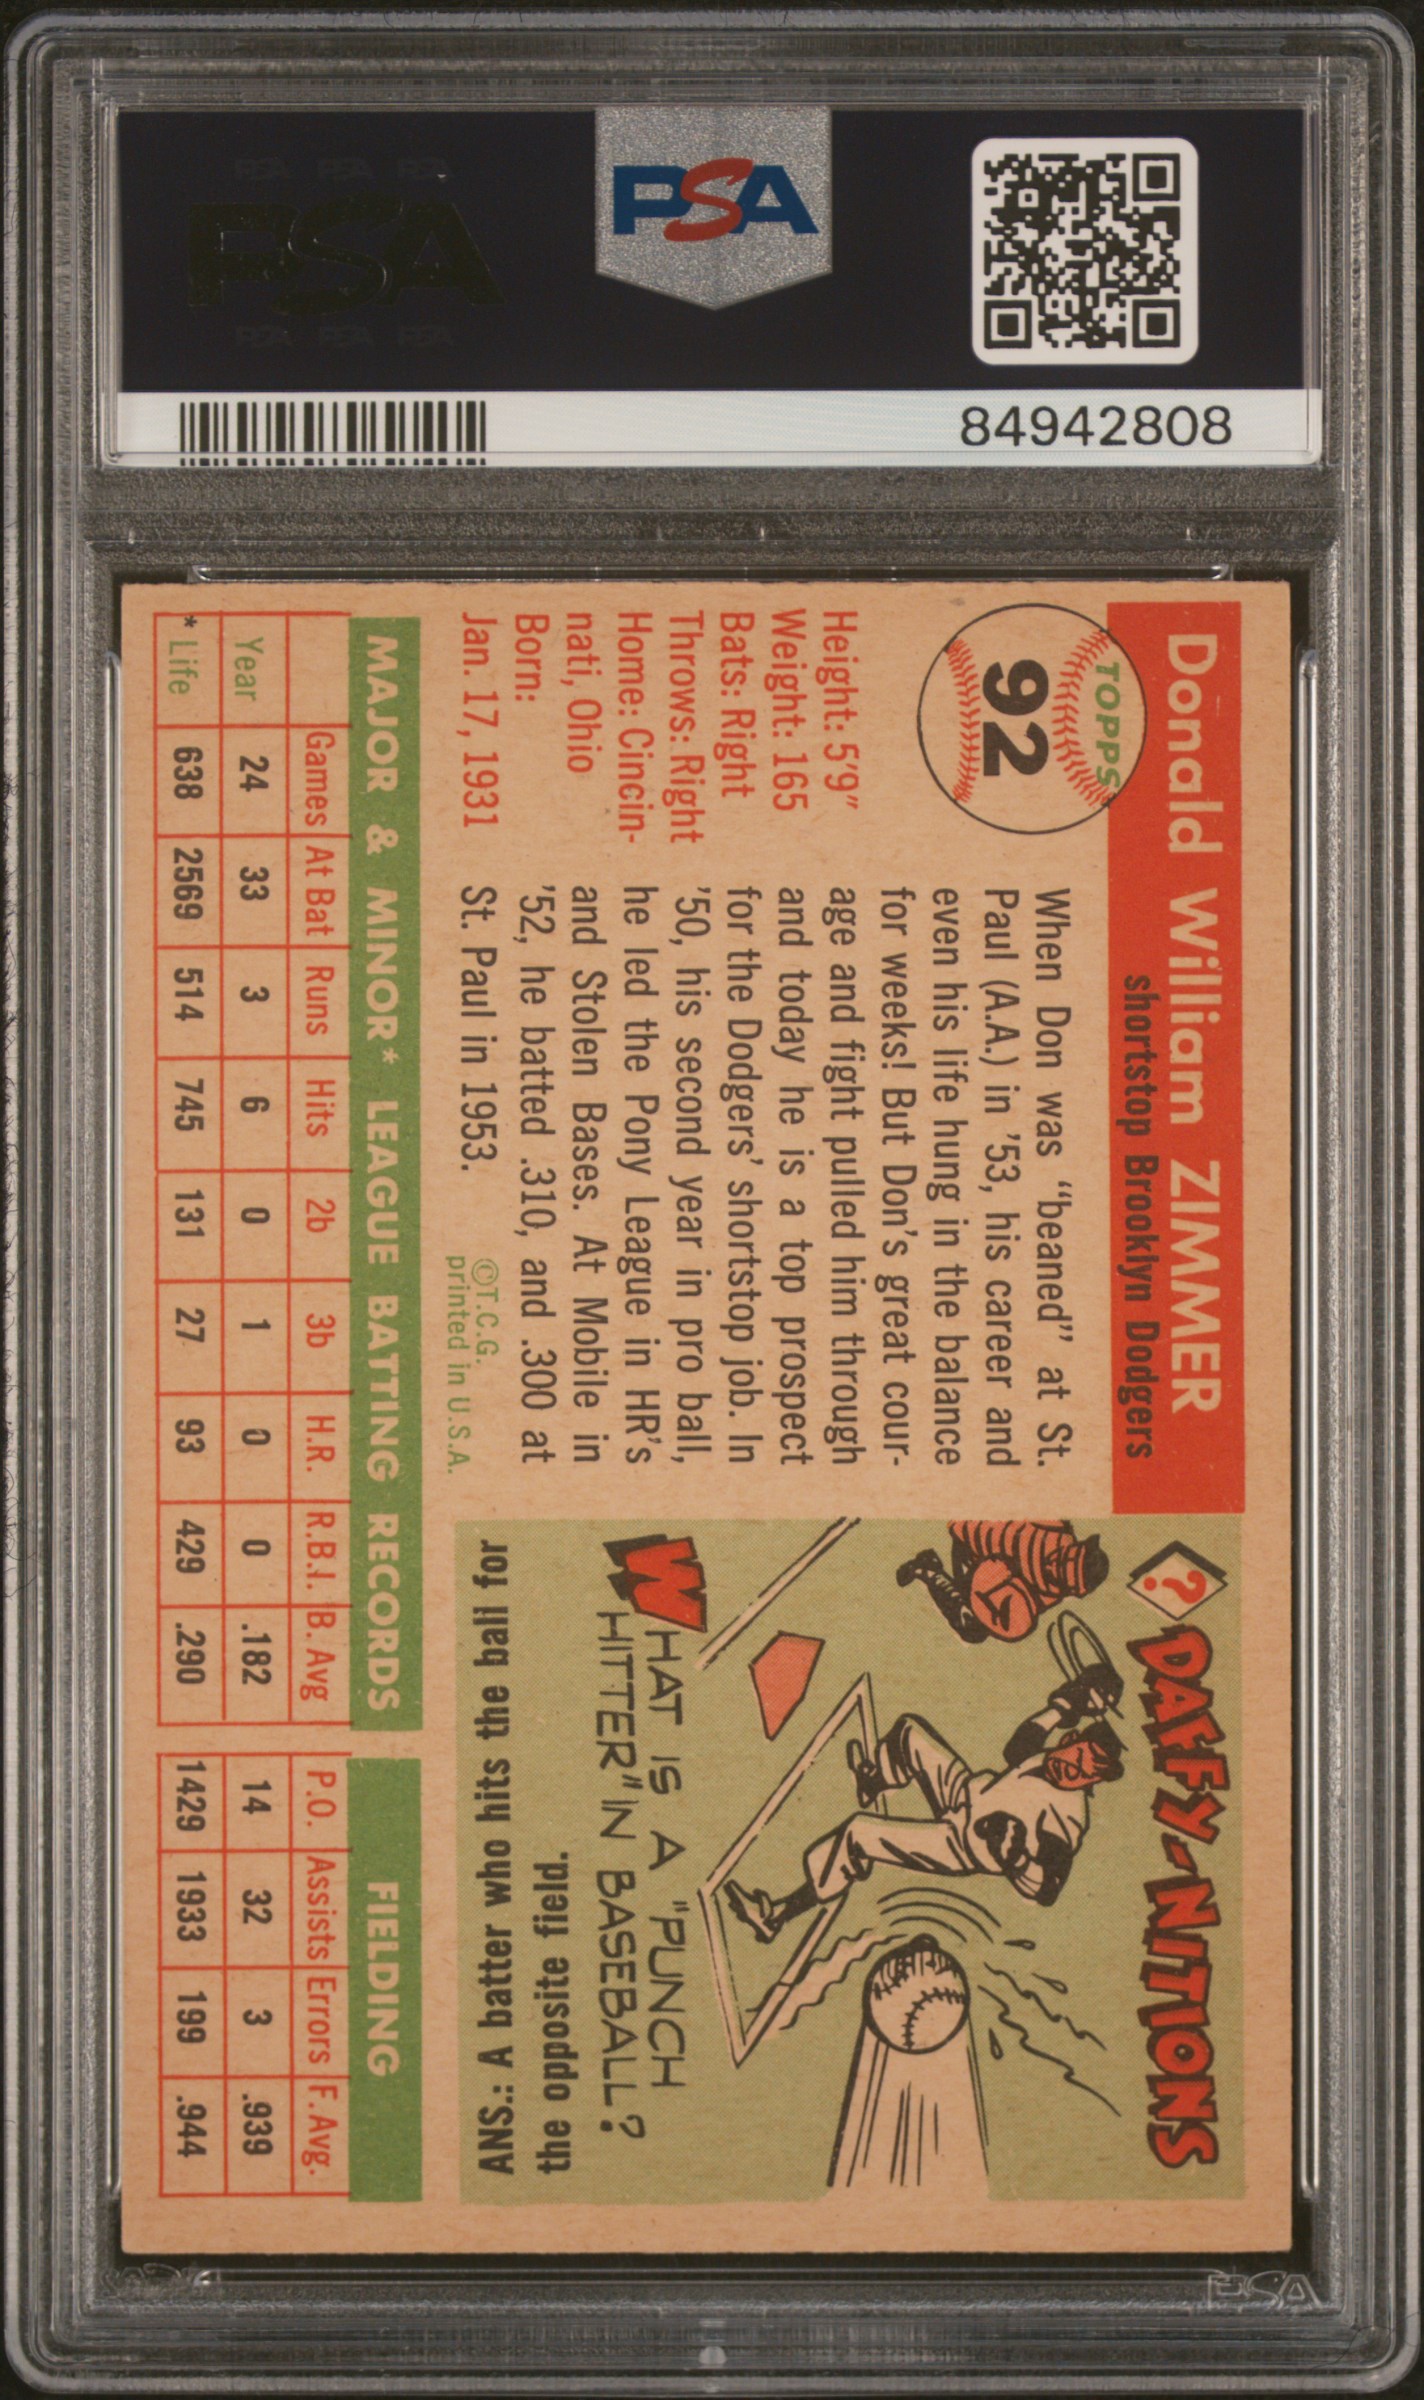 PSA PSA PSA
PSA
PSA PSA PSA
PSA
84942808
Donald William ZIMMER
shortstop Brooklyn Dodgers
TOPPS
92
Height: 5'9"
Weight: 165
Bats: Right
Throws: Right
Home: Cincin-
nati, Ohio
Born:
Jan. 17, 1931
When Don was "beaned" at St.
Paul (A.A.) in '53, his career and
even his life hung in the balance
for weeks! But Don's great cour-
age and fight pulled him through
and today he is a top prospect
for the Dodgers' shortstop job. In
'50, his second year in pro ball,
he led the Pony League in HR's
and Stolen Bases. At Mobile in
'52, he batted .310, and .300 at
St. Paul in 1953.
©T.C.G.
printed in U.S.A.
? DAFFY-NITIONS
WHAT IS A "PUNCH
HITTER" IN BASEBALL?
the opposite field.
ANS.: A batter who hits the ball for
MAJOR & MINOR* LEAGUE BATTING RECORDS FIELDING
Games At Bat Runs Hits 2b 3b H.R. R.B.I. B. Avg P.O. Assists Errors F. Avg.
Year 24 33 3 6 0 1 0 0 .182 14 32 3 .939
* Life 638 2569 514 745 131 27 93 429 .290 1429 1933 199 .944
PSA
PSA